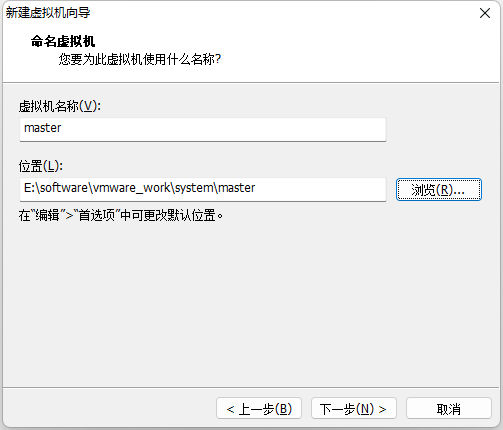 新建虚拟机向导
命名虚拟机
您要为此虚拟机使用什么名称?
虚拟机名称(V):
master
位置(L):
E:\software\vmware_work\system\master
浏览(R)...
在“编辑”>“首选项”中可更改默认位置。
< 上一步(B)
下一步(N) >
取消